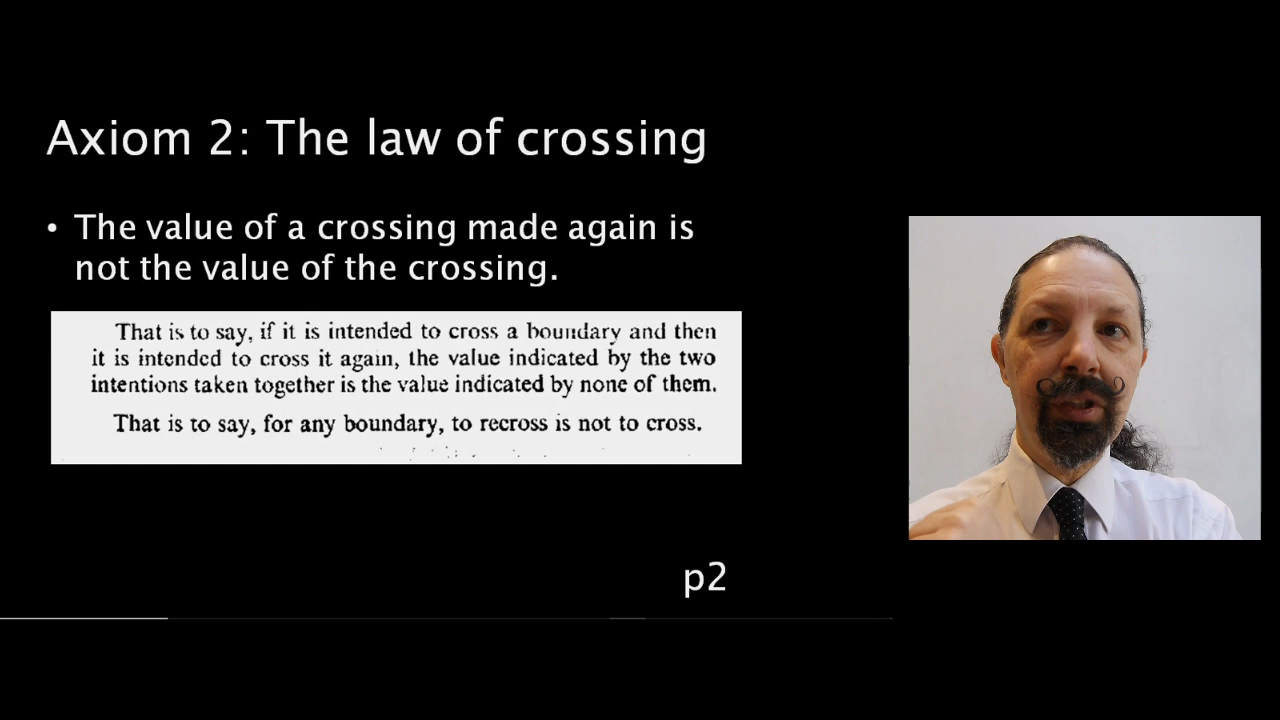 Axiom 2: The law of crossing
• The value of a crossing made again is
not the value of the crossing.
That is to say, if it is intended to cross a boundary and then
it is intended to cross it again, the value indicated by the two
intentions taken together is the value indicated by none of them.
That is to say, for any boundary, to recross is not to cross.
p2